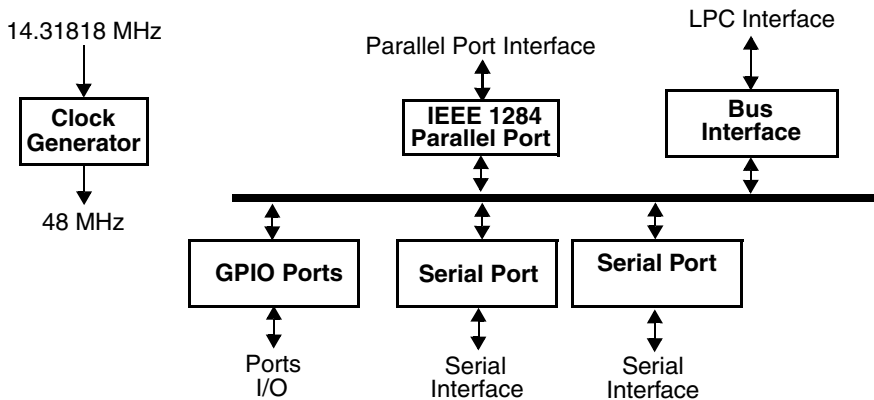 14.31818 MHz
Clock
Generator
48 MHz
Parallel Port Interface
IEEE 1284
Parallel Port
LPC Interface
Bus
Interface
GPIO Ports
Serial Port
Serial Port
Ports
I/O
Serial
Interface
Serial
Interface